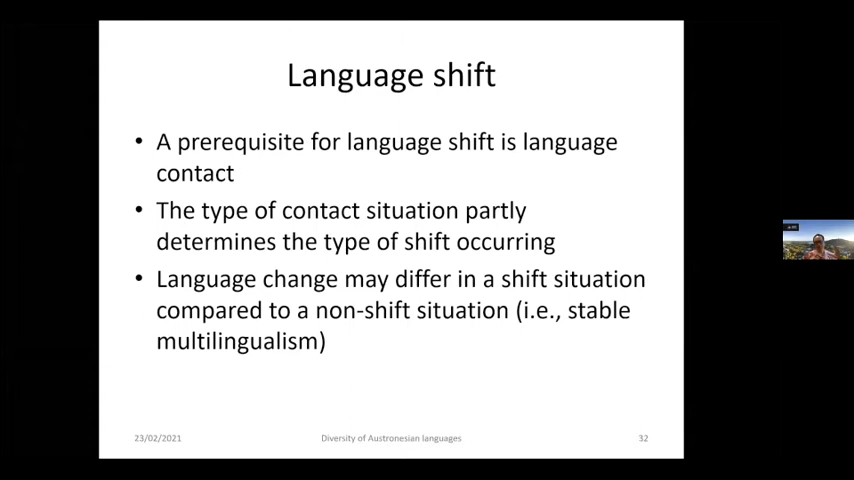 Language shift
• A prerequisite for language shift is language
contact
• The type of contact situation partly
determines the type of shift occurring
• Language change may differ in a shift situation
compared to a non-shift situation (i.e., stable
multilingualism)
23/02/2021 Diversity of Austronesian languages 32